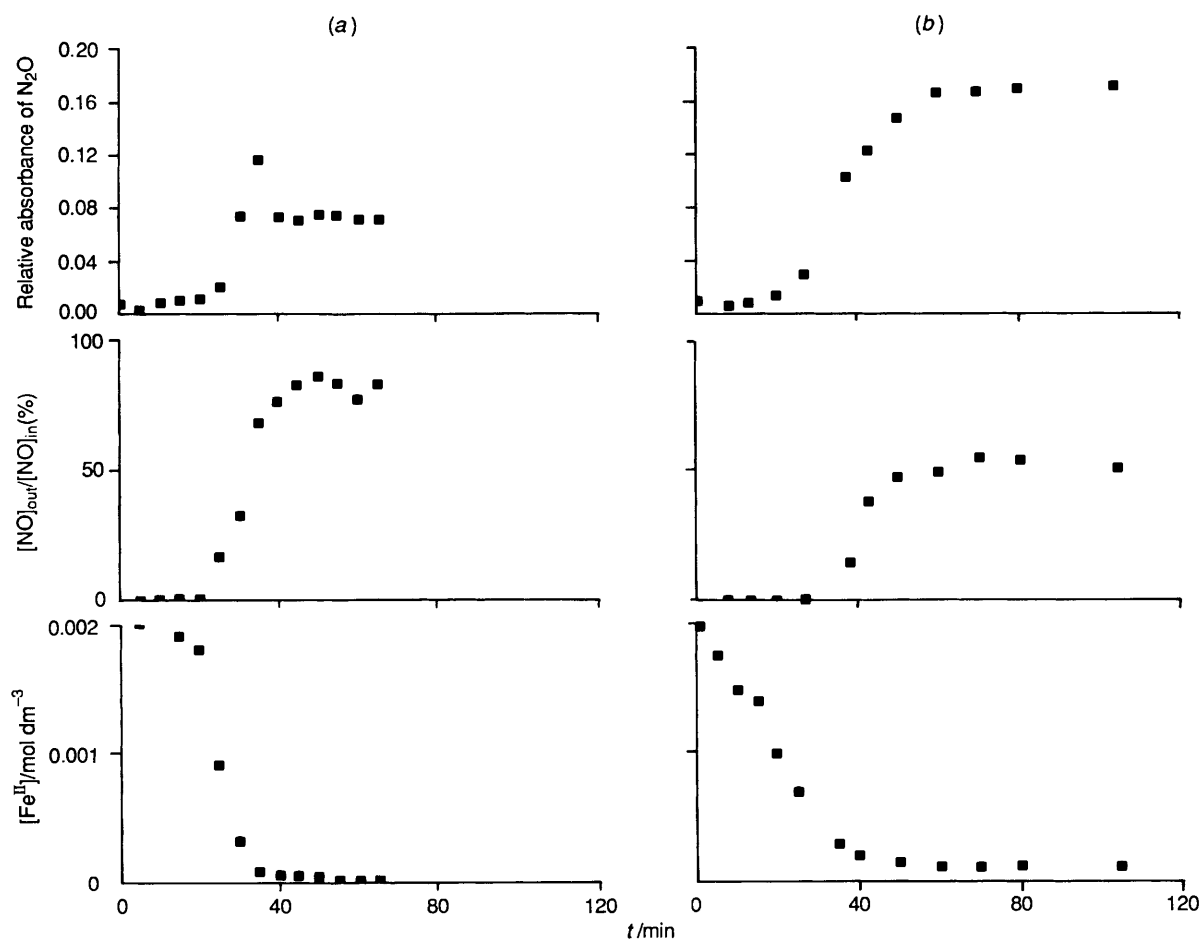 (a)
(b)
Relative absorbance of N₂O
0.20
0.16
0.12
0.08
0.04
0.00
[NO]out/[NO]in(%)
100
50
0
[Feᴵᴵ]/mol dm⁻³
0.002
0.001
0
0 40 80 120
0 40 80 120
t/min